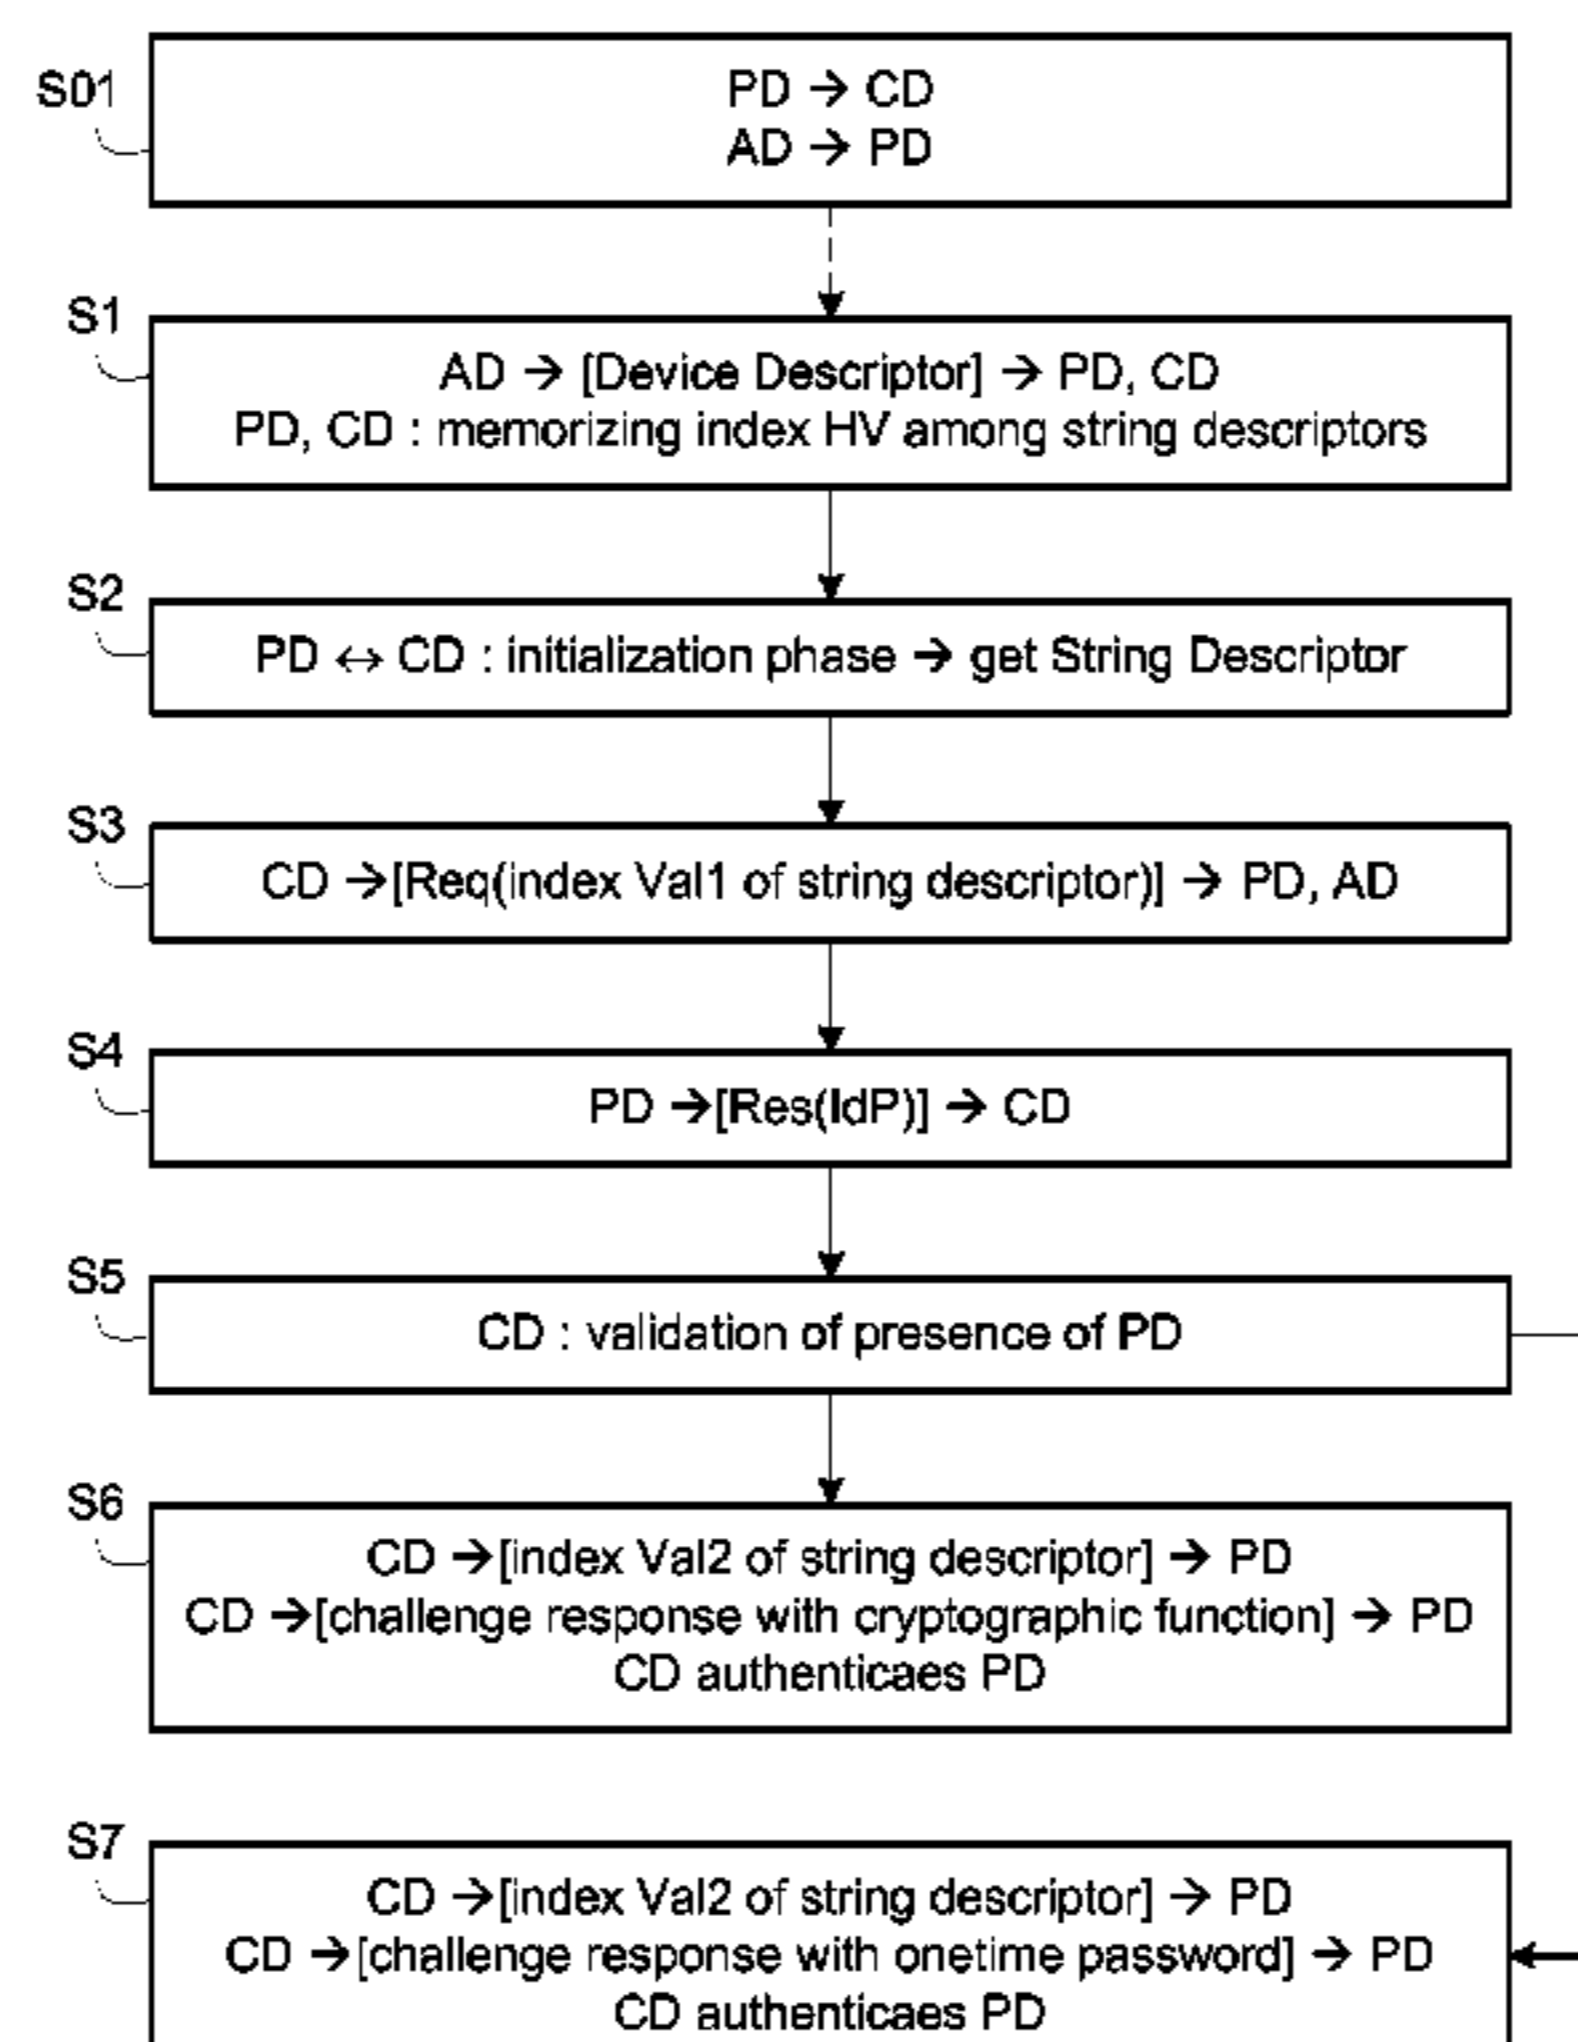 S01
PD → CD
AD → PD
S1
AD → [Device Descriptor] → PD, CD
PD, CD : memorizing index HV among string descriptors
S2
PD ↔ CD : initialization phase → get String Descriptor
S3
CD →[Req(index Val1 of string descriptor)] → PD, AD
S4
PD →[Res(IdP)] → CD
S5
CD : validation of presence of PD
S6
CD →[index Val2 of string descriptor] → PD
CD →[challenge response with cryptographic function] → PD
CD authenticaes PD
S7
CD →[index Val2 of string descriptor] → PD
CD →[challenge response with onetime password] → PD
CD authenticaes PD